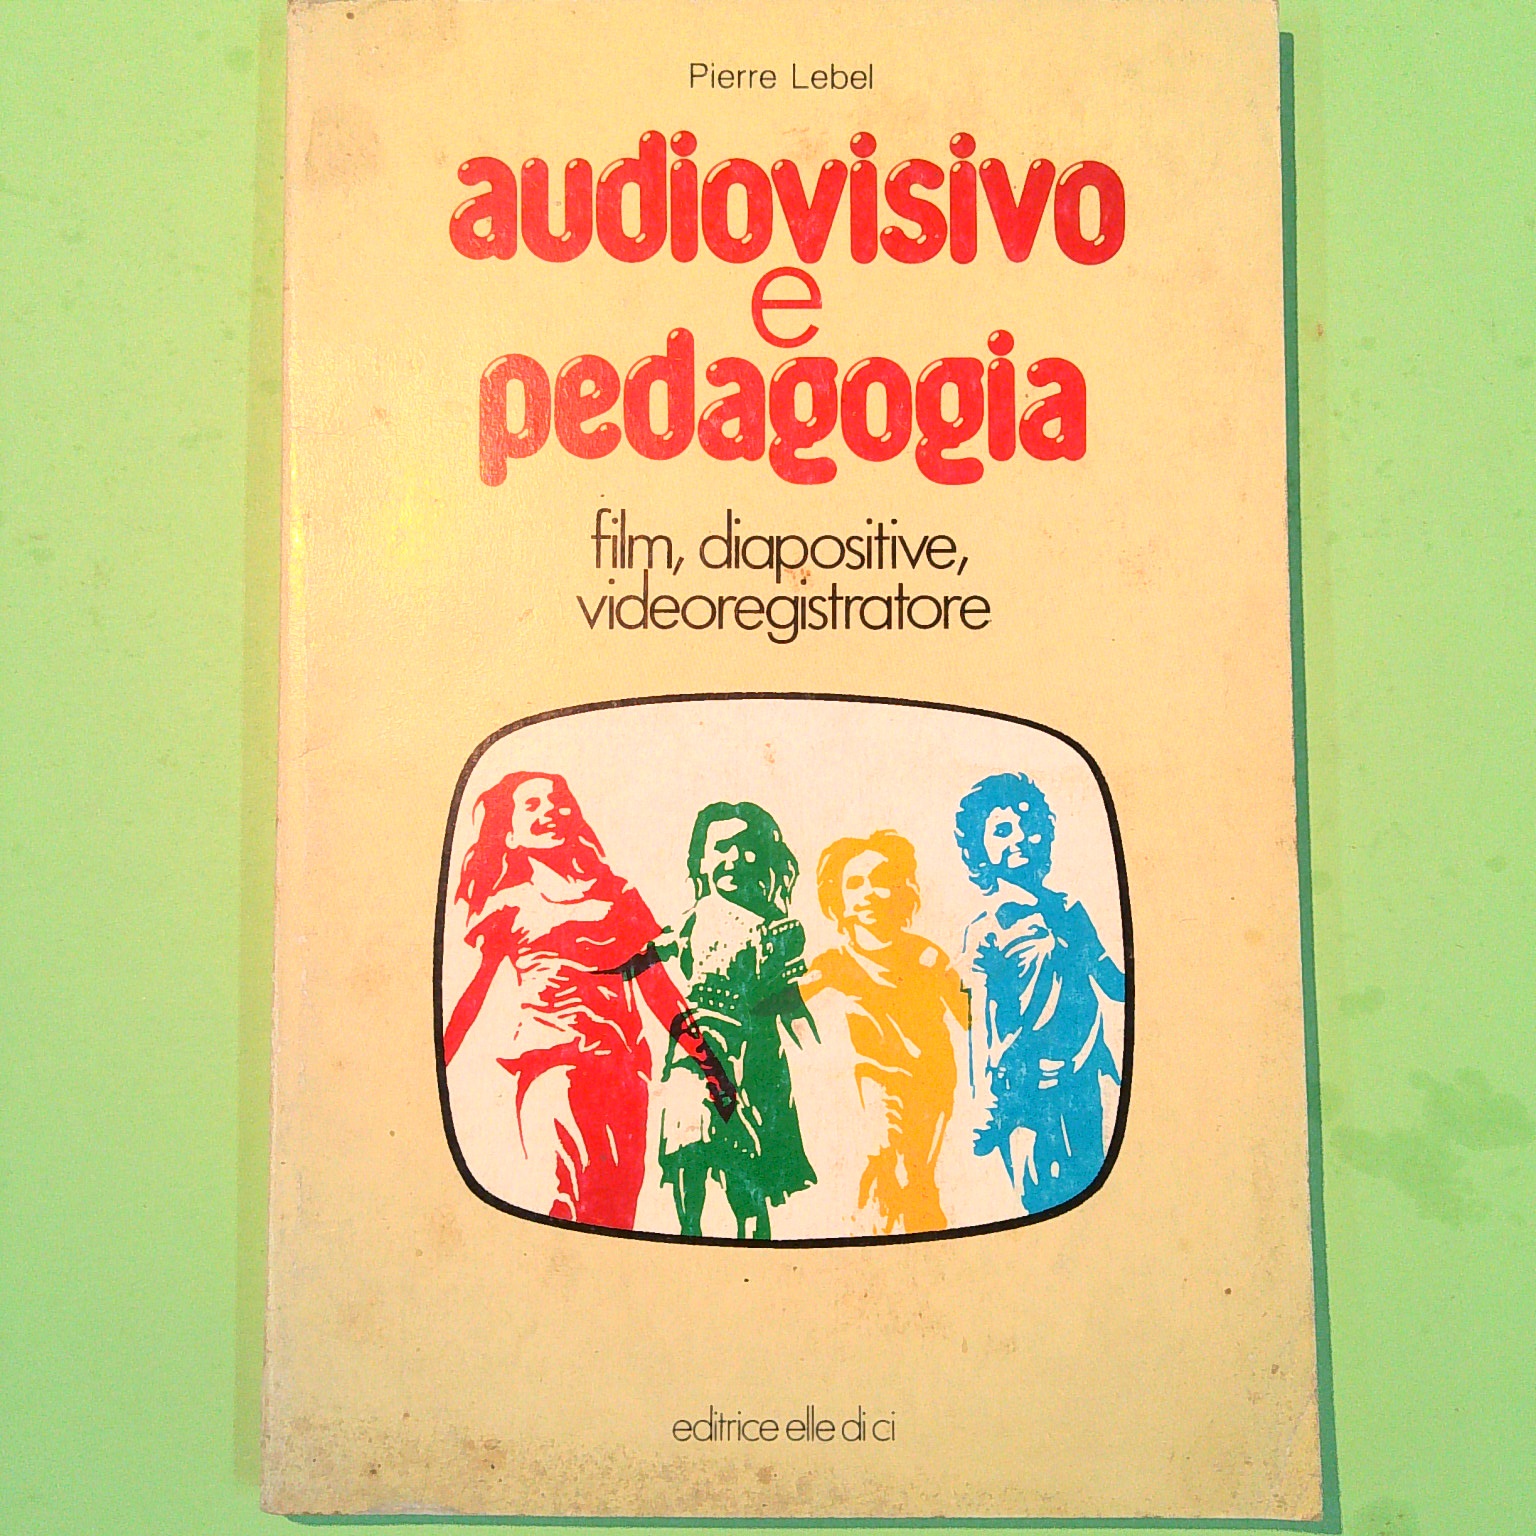 Pierre Lebel
audiovisivo
e
pedagogia
film, diapositive,
videoregistratore
editrice elle di ci